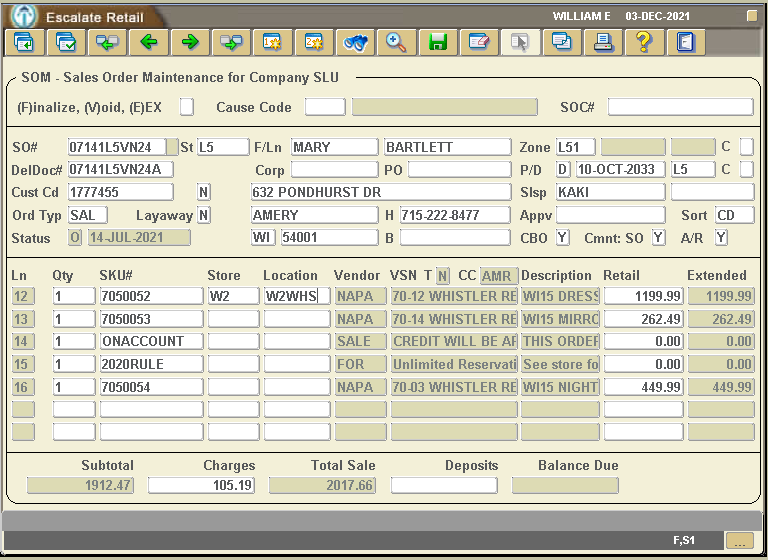 Escalate Retail WILLIAM E 03-DEC-2021
SOM - Sales Order Maintenance for Company SLU
(F)inalize, (V)oid, (E)EX Cause Code SOC#
SO# 07141L5VN24 St L5 F/Ln MARY BARTLETT Zone L51 C
DelDoc# 07141L5VN24A Corp PO P/D D 10-OCT-2033 L5 C
Cust Cd 1777455 N 632 PONDHURST DR Slsp KAKI
Ord Typ SAL Layaway N AMERY H 715-222-8477 Appv Sort CD
Status O 14-JUL-2021 WI 54001 B CBO Y Cmnt: SO Y A/R Y
Ln Qty SKU# Store Location Vendor VSN T N CC AMR Description Retail Extended
12 1 7050052 W2 W2WHS NAPA 70-12 WHISTLER RE WI15 DRESS 1199.99 1199.99
13 1 7050053 NAPA 70-14 WHISTLER RE WI15 MIRRO 262.49 262.49
14 1 ONACCOUNT SALE CREDIT WILL BE AF THIS ORDER 0.00 0.00
15 1 2020RULE FOR Unlimited Reservati See store fo 0.00 0.00
16 1 7050054 NAPA 70-03 WHISTLER RE WI15 NIGHT 449.99 449.99
Subtotal Charges Total Sale Deposits Balance Due
1912.47 105.19 2017.66
F,S1 ...